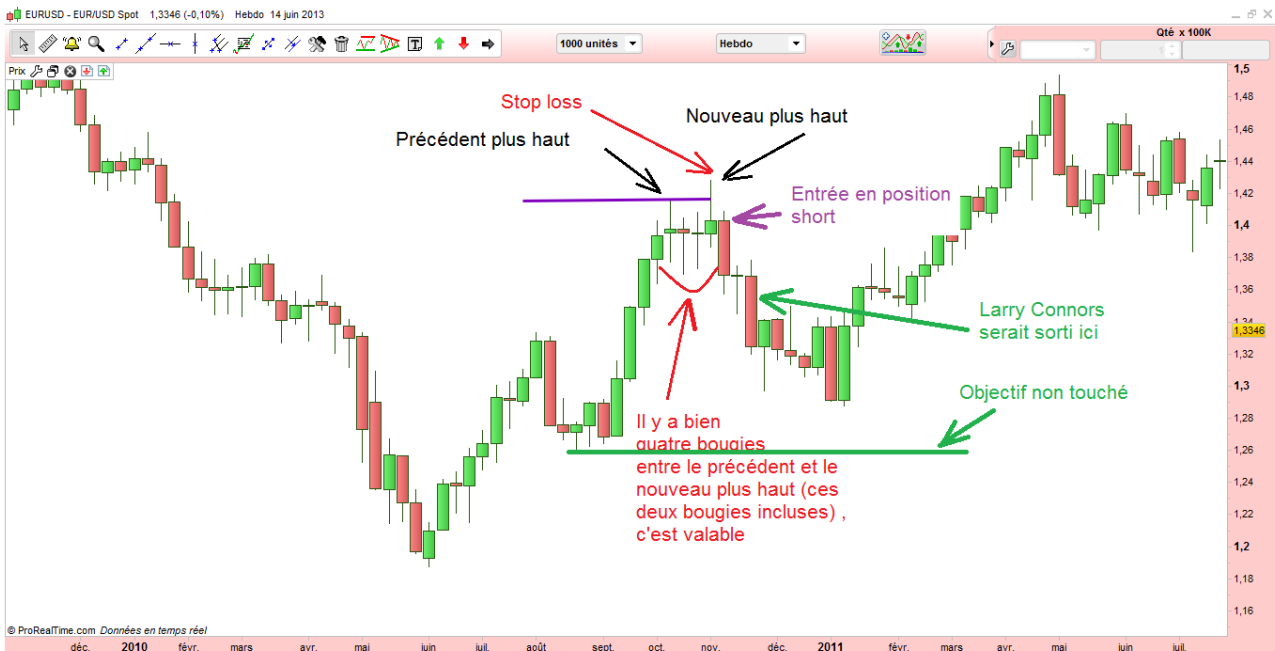 EURUSD - EUR/USD Spot 1,3346 (-0,10%) Hebdo 14 juin 2013
1000 unités
Hebdo
Qté x 100K
Prix
Stop loss
Nouveau plus haut
Précédent plus haut
Entrée en position
short
Larry Connors
serait sorti ici
Objectif non touché
Il y a bien
quatre bougies
entre le précédent et le
nouveau plus haut (ces
deux bougies incluses) ,
c'est valable
1,5
1,48
1,46
1,44
1,42
1,4
1,38
1,36
1,34
1,3346
1,32
1,3
1,28
1,26
1,24
1,22
1,2
1,18
1,16
© ProRealTime.com Données en temps réel
déc. 2010 févr. mars avr. mai juin juil. août sept. oct. nov. déc. 2011 févr. mars avr. mai juin juil.